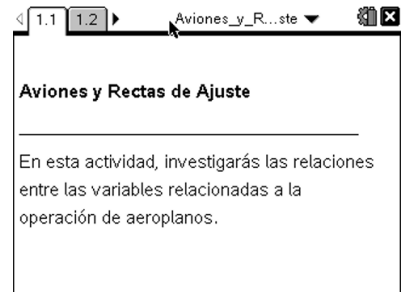 1.1 1.2 Aviones_y_R...ste
Aviones y Rectas de Ajuste
En esta actividad, investigarás las relaciones
entre las variables relacionadas a la
operación de aeroplanos.